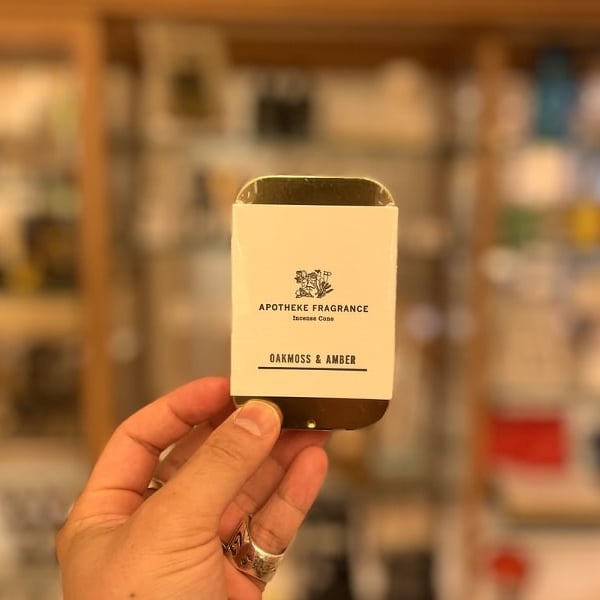 APOTHEKE FRAGRANCE
Incense Cone
OAKMOSS & AMBER